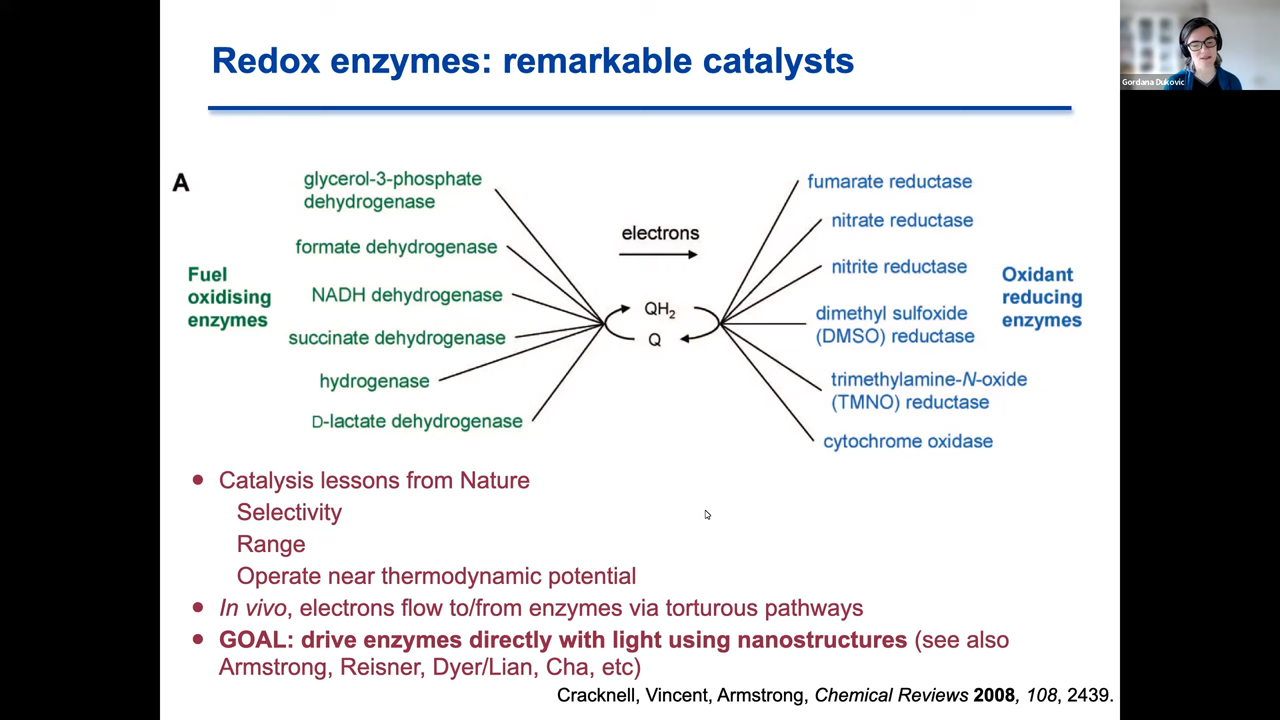 Redox enzymes: remarkable catalysts
Gordana Dukovic
A
glycerol-3-phosphate
dehydrogenase
formate dehydrogenase
NADH dehydrogenase
succinate dehydrogenase
hydrogenase
D-lactate dehydrogenase
Fuel
oxidising
enzymes
electrons
QH2
Q
fumarate reductase
nitrate reductase
nitrite reductase
dimethyl sulfoxide
(DMSO) reductase
trimethylamine-N-oxide
(TMNO) reductase
cytochrome oxidase
Oxidant
reducing
enzymes
• Catalysis lessons from Nature
Selectivity
Range
Operate near thermodynamic potential
• In vivo, electrons flow to/from enzymes via torturous pathways
• GOAL: drive enzymes directly with light using nanostructures (see also
Armstrong, Reisner, Dyer/Lian, Cha, etc)
Cracknell, Vincent, Armstrong, Chemical Reviews 2008, 108, 2439.